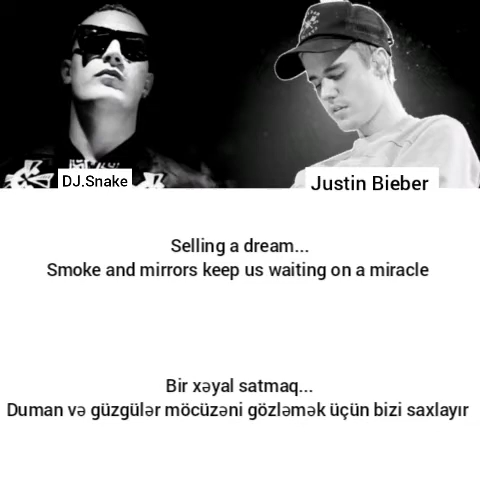 DJ.Snake
Justin Bieber
Selling a dream...
Smoke and mirrors keep us waiting on a miracle
Bir xəyal satmaq...
Duman və güzgülər möcüzəni gözləmək üçün bizi saxlayır